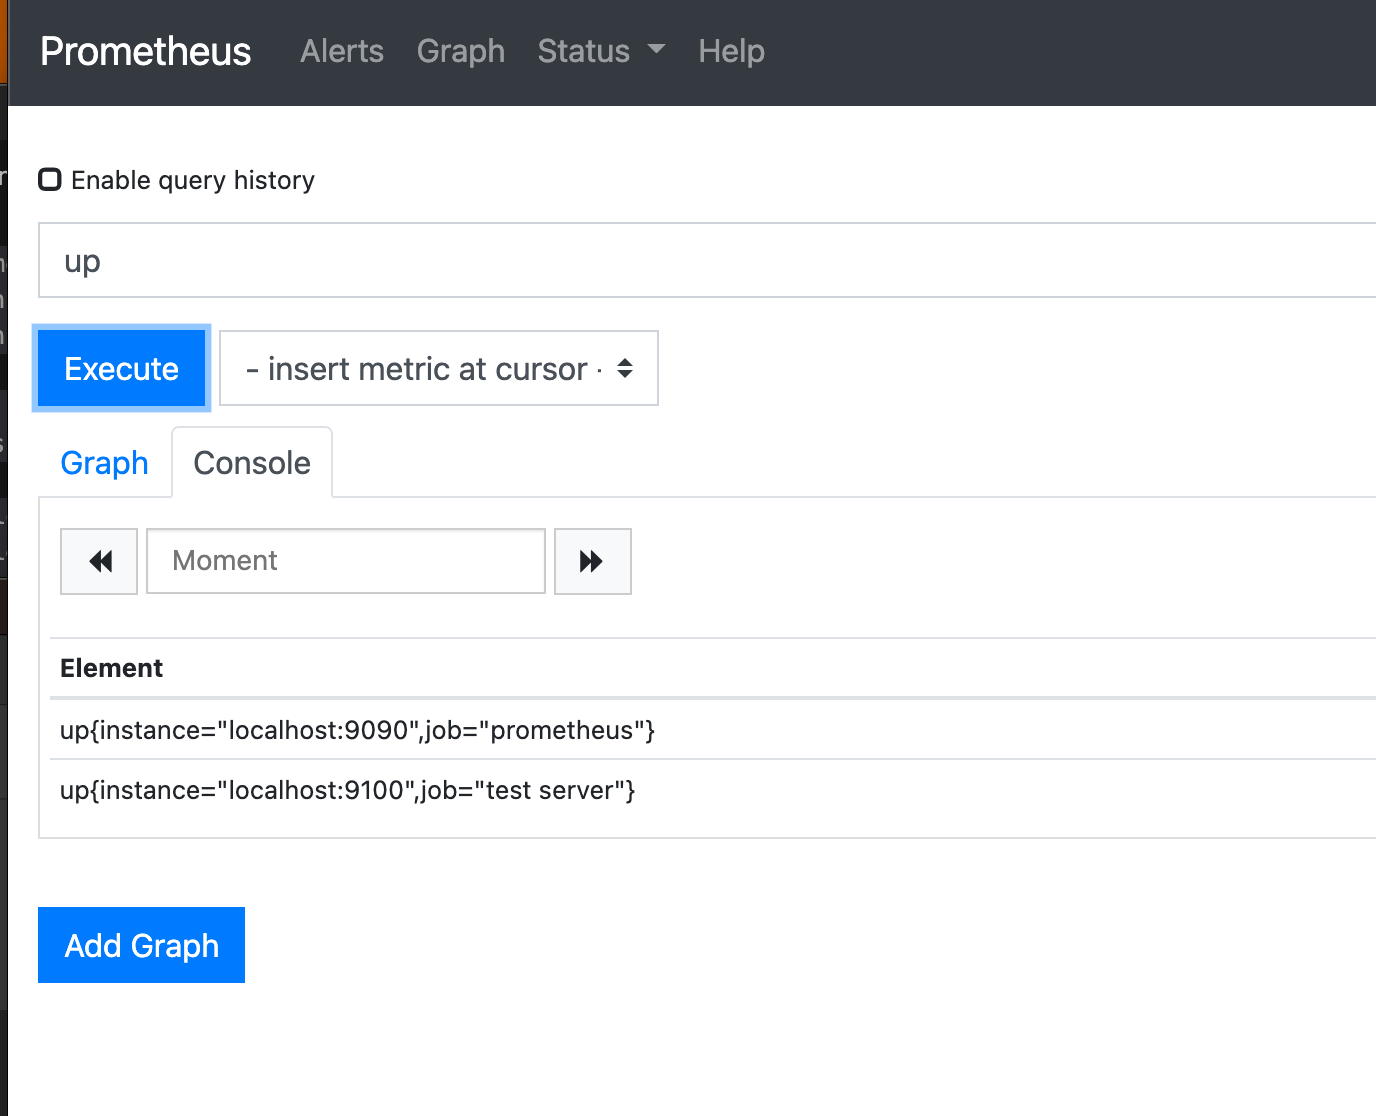 Prometheus Alerts Graph Status Help
Enable query history
up
Execute - insert metric at cursor -
Graph Console
Moment
Element
up{instance="localhost:9090",job="prometheus"}
up{instance="localhost:9100",job="test server"}
Add Graph